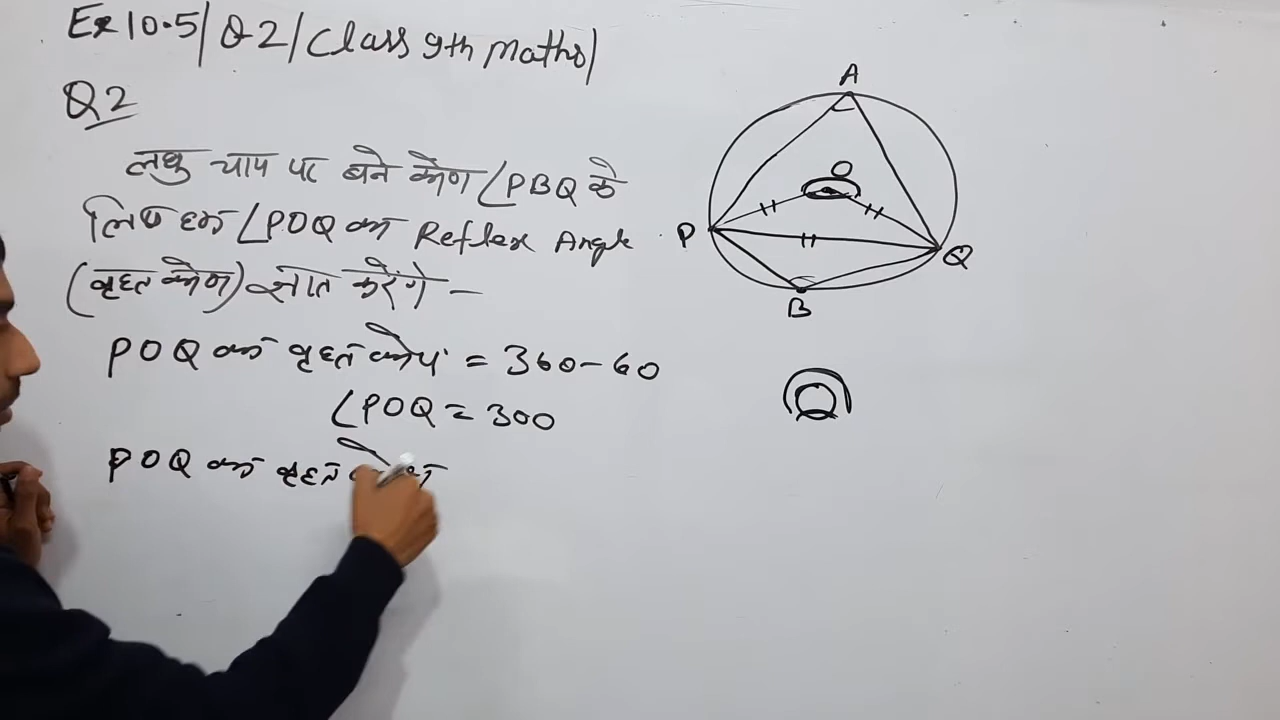 Ex 10.5/Q2/Class 9th maths/
Q2
लघु चाप पर बने कोण ∠PBQ के
लिए हम ∠POQ का Reflex Angle
(वृहत कोण) ज्ञात करेंगे –
POQ का वृहत कोण = 360-60
∠POQ = 300
POQ का वृहत
A
O
P
Q
B